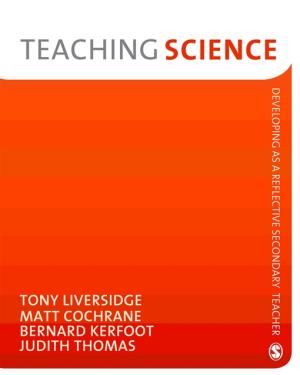 TEACHING SCIENCE
DEVELOPING AS A REFLECTIVE SECONDARY TEACHER
TONY LIVERSIDGE
MATT COCHRANE
BERNARD KERFOOT
JUDITH THOMAS